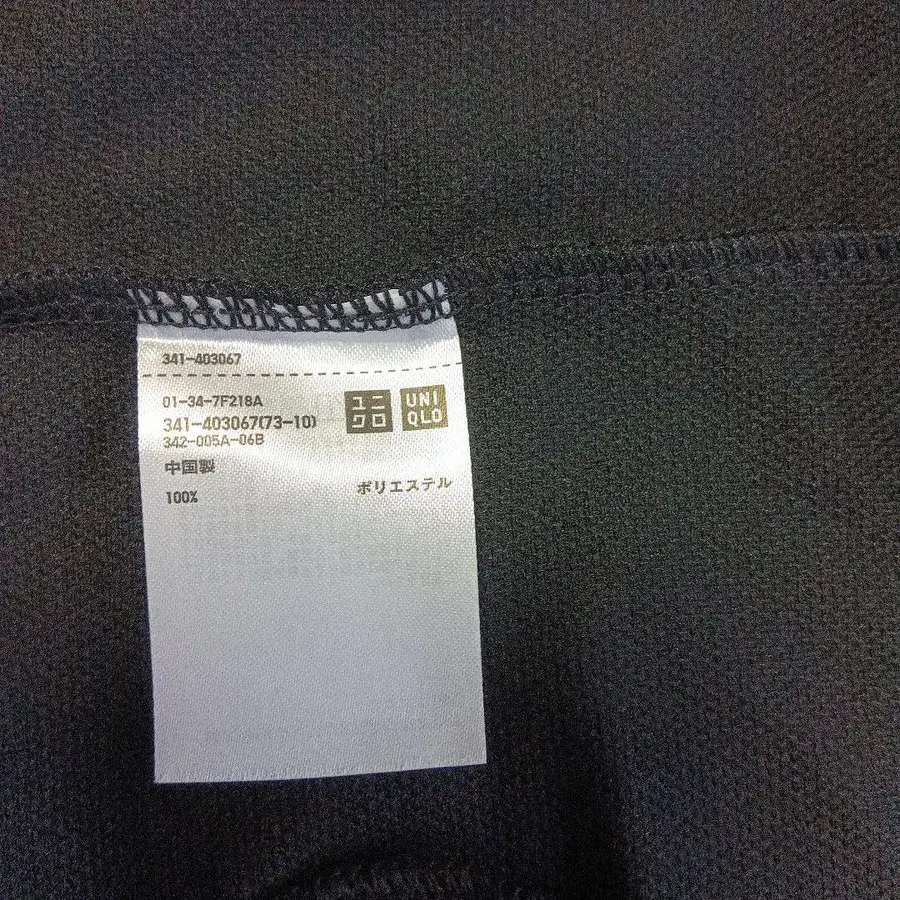 341-403067
01-34-7F218A
341-403067(73-10)
342-005A-06B
ユニクロ
UNIQLO
中国製
100% ポリエステル